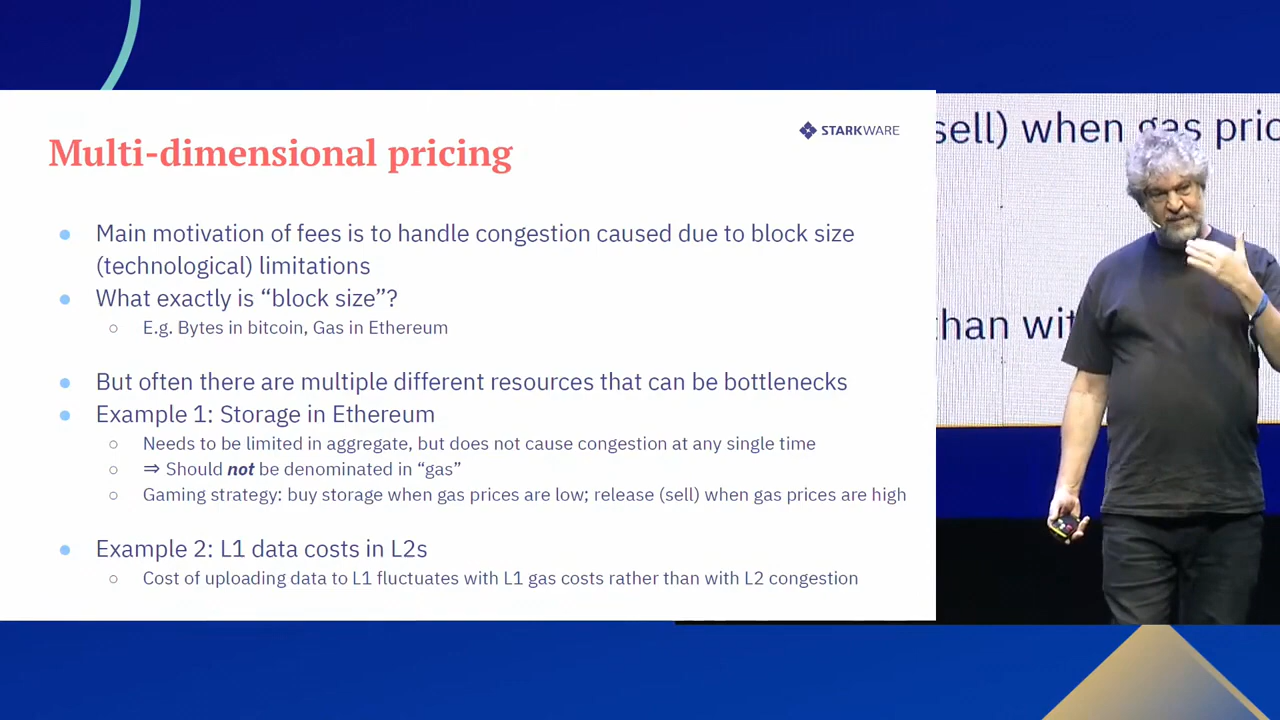 STARKWARE
Multi-dimensional pricing
● Main motivation of fees is to handle congestion caused due to block size
(technological) limitations
● What exactly is “block size”?
○ E.g. Bytes in bitcoin, Gas in Ethereum
● But often there are multiple different resources that can be bottlenecks
● Example 1: Storage in Ethereum
○ Needs to be limited in aggregate, but does not cause congestion at any single time
○ ⇒ Should not be denominated in “gas”
○ Gaming strategy: buy storage when gas prices are low; release (sell) when gas prices are high
● Example 2: L1 data costs in L2s
○ Cost of uploading data to L1 fluctuates with L1 gas costs rather than with L2 congestion
sell) when gas pric
than wit